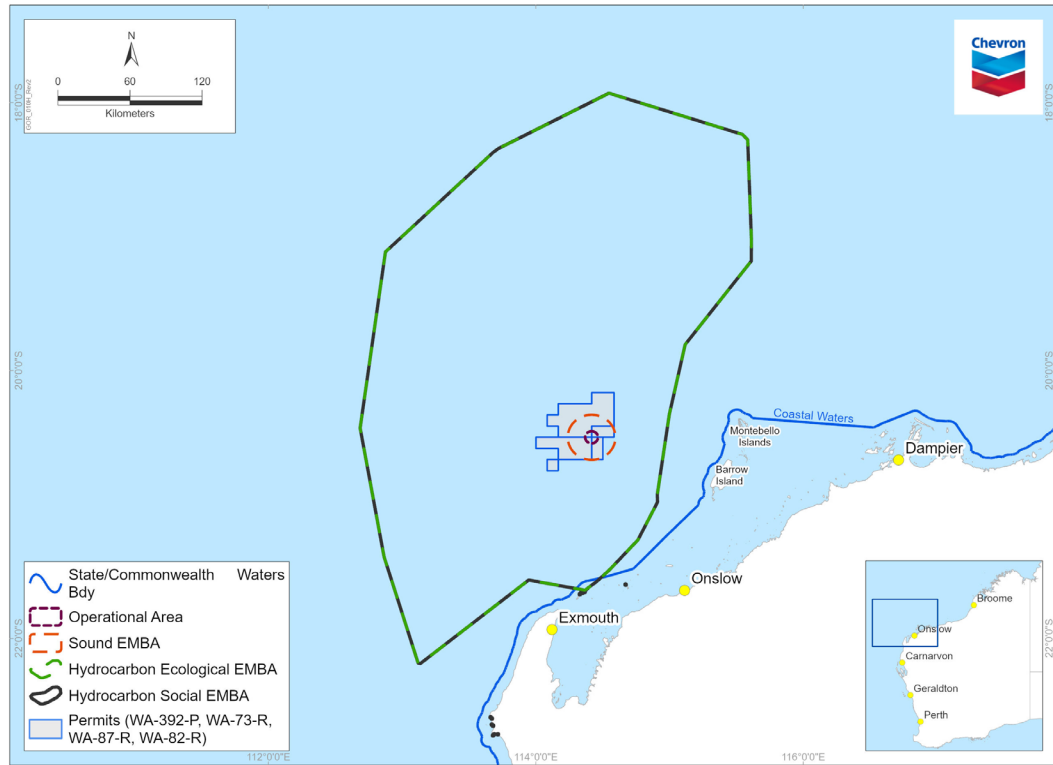 N
0 60 120
Kilometers
GOR_010H_Rev2
Chevron
18°0'0"S
18°0'0"S
20°0'0"S
20°0'0"S
22°0'0"S
22°0'0"S
112°0'0"E
114°0'0"E
116°0'0"E
Coastal Waters
Montebello
Islands
Barrow
Island
Dampier
Onslow
Exmouth
State/Commonwealth Waters
Bdy
Operational Area
Sound EMBA
Hydrocarbon Ecological EMBA
Hydrocarbon Social EMBA
Permits (WA-392-P, WA-73-R,
WA-87-R, WA-82-R)
Broome
Onslow
Carnarvon
Geraldton
Perth